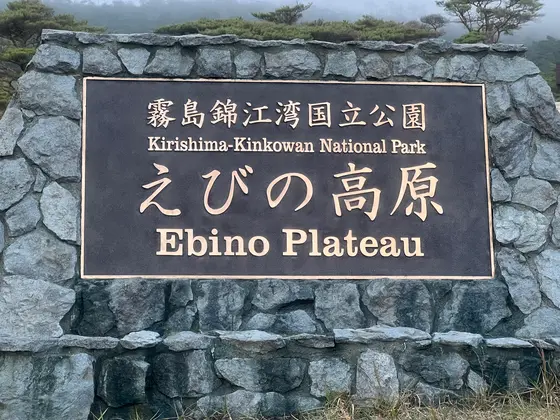 霧島錦江湾国立公園
Kirishima-Kinkowan National Park
えびの高原
Ebino Plateau